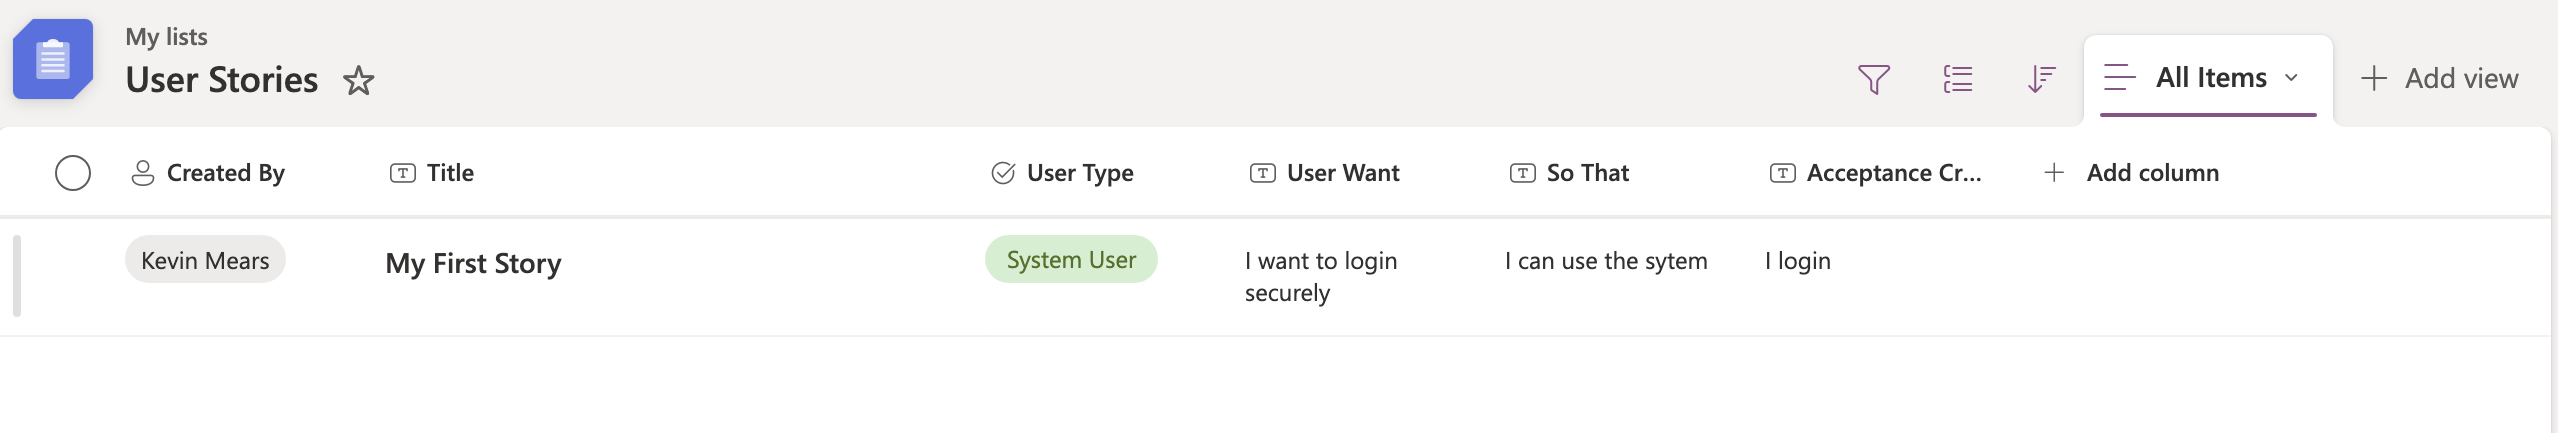 My lists
User Stories
All Items
Add view
Created By
Title
User Type
User Want
So That
Acceptance Cr...
Add column
Kevin Mears
My First Story
System User
I want to login
securely
I can use the sytem
I login